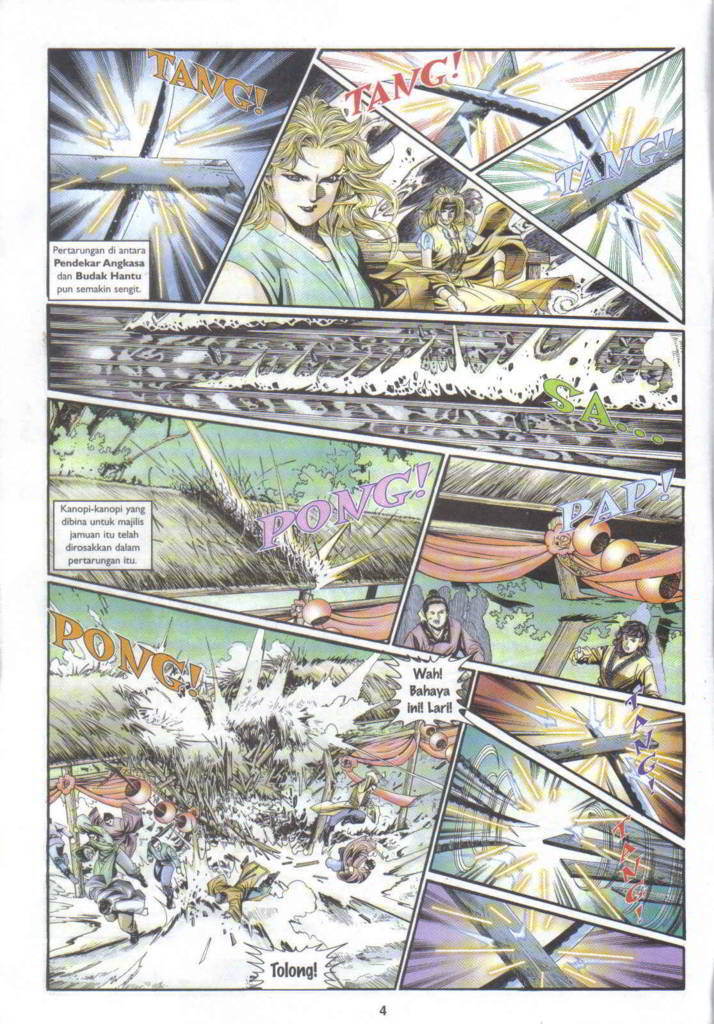 TANG!
TANG!
TANG!
Pertarungan di antara
Pendekar Angkasa
dan Budak Hantu
pun semakin sengit.
SA...
Kanopi-kanopi yang
dibina untuk majilis
jamuan itu telah
dirosakkan dalam
pertarungan itu.
PONG!
PAP!
PONG!
Wah!
Bahaya
ini! Lari!
TANG!
TANG!
Tolong!
4